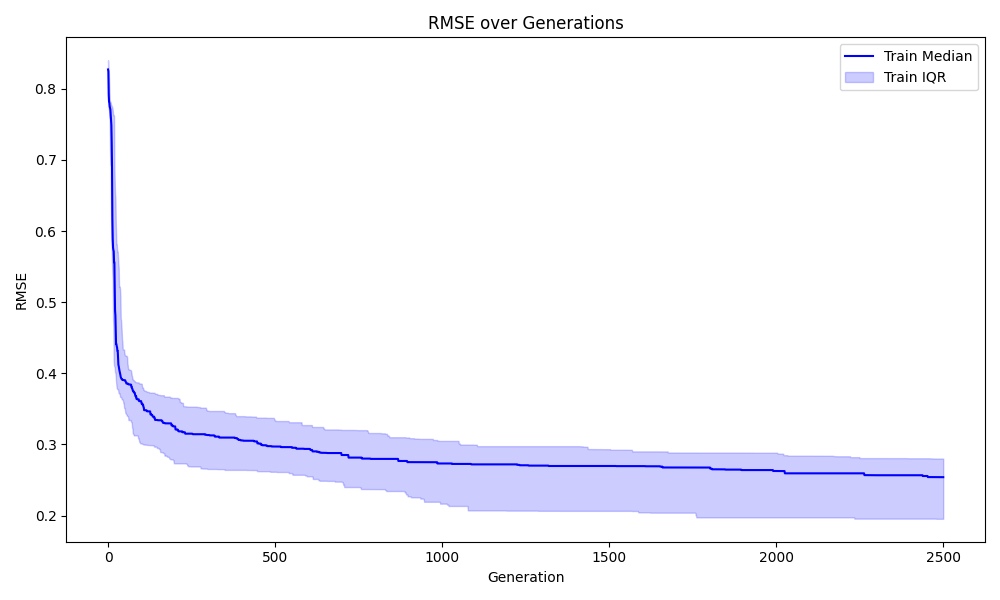 RMSE over Generations
Train Median
Train IQR
RMSE
0.8
0.7
0.6
0.5
0.4
0.3
0.2
0
500
1000
1500
2000
2500
Generation